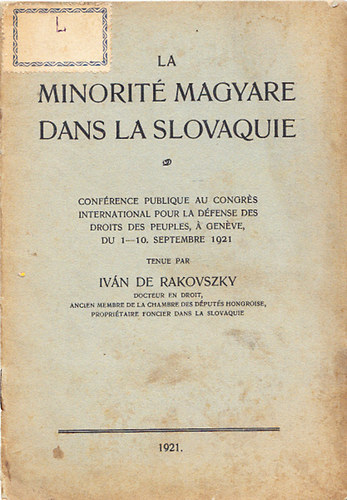 L
LA
MINORITÉ MAGYARE
DANS LA SLOVAQUIE
CONFÉRENCE PUBLIQUE AU CONGRÈS
INTERNATIONAL POUR LA DÉFENSE DES
DROITS DES PEUPLES, À GENÈVE,
DU 1—10. SEPTEMBRE 1921
TENUE PAR
IVÁN DE RAKOVSZKY
DOCTEUR EN DROIT,
ANCIEN MEMBRE DE LA CHAMBRE DES DÉPUTÉS HONGROISE,
PROPRIÉTAIRE FONCIER DANS LA SLOVAQUIE
1921.